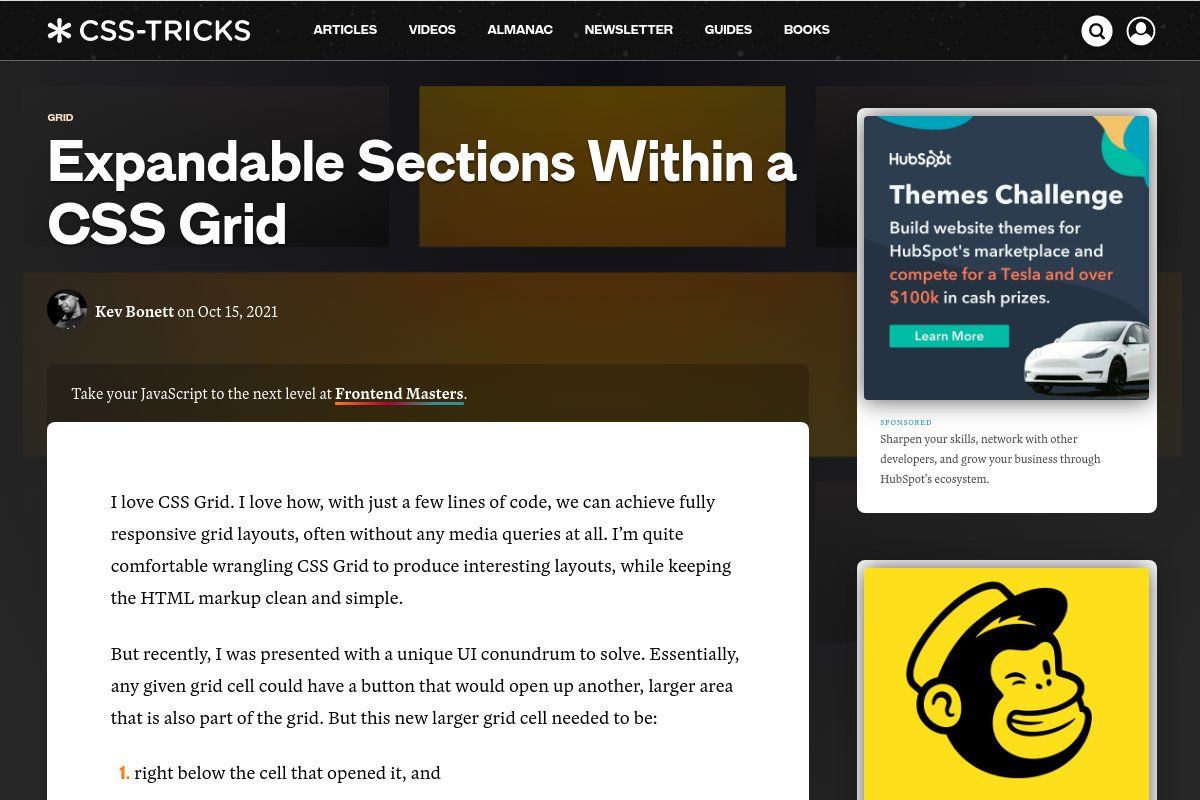 CSS-TRICKS
ARTICLES
VIDEOS
ALMANAC
NEWSLETTER
GUIDES
BOOKS
GRID
Expandable Sections Within a
CSS Grid
Kev Bonett on Oct 15, 2021
Take your JavaScript to the next level at Frontend Masters.
I love CSS Grid. I love how, with just a few lines of code, we can achieve fully
responsive grid layouts, often without any media queries at all. I’m quite
comfortable wrangling CSS Grid to produce interesting layouts, while keeping
the HTML markup clean and simple.
But recently, I was presented with a unique UI conundrum to solve. Essentially,
any given grid cell could have a button that would open up another, larger area
that is also part of the grid. But this new larger grid cell needed to be:
1. right below the cell that opened it, and
HubSpot
Themes Challenge
Build website themes for
HubSpot's marketplace and
compete for a Tesla and over
$100k in cash prizes.
Learn More
SPONSORED
Sharpen your skills, network with other
developers, and grow your business through
HubSpot's ecosystem.